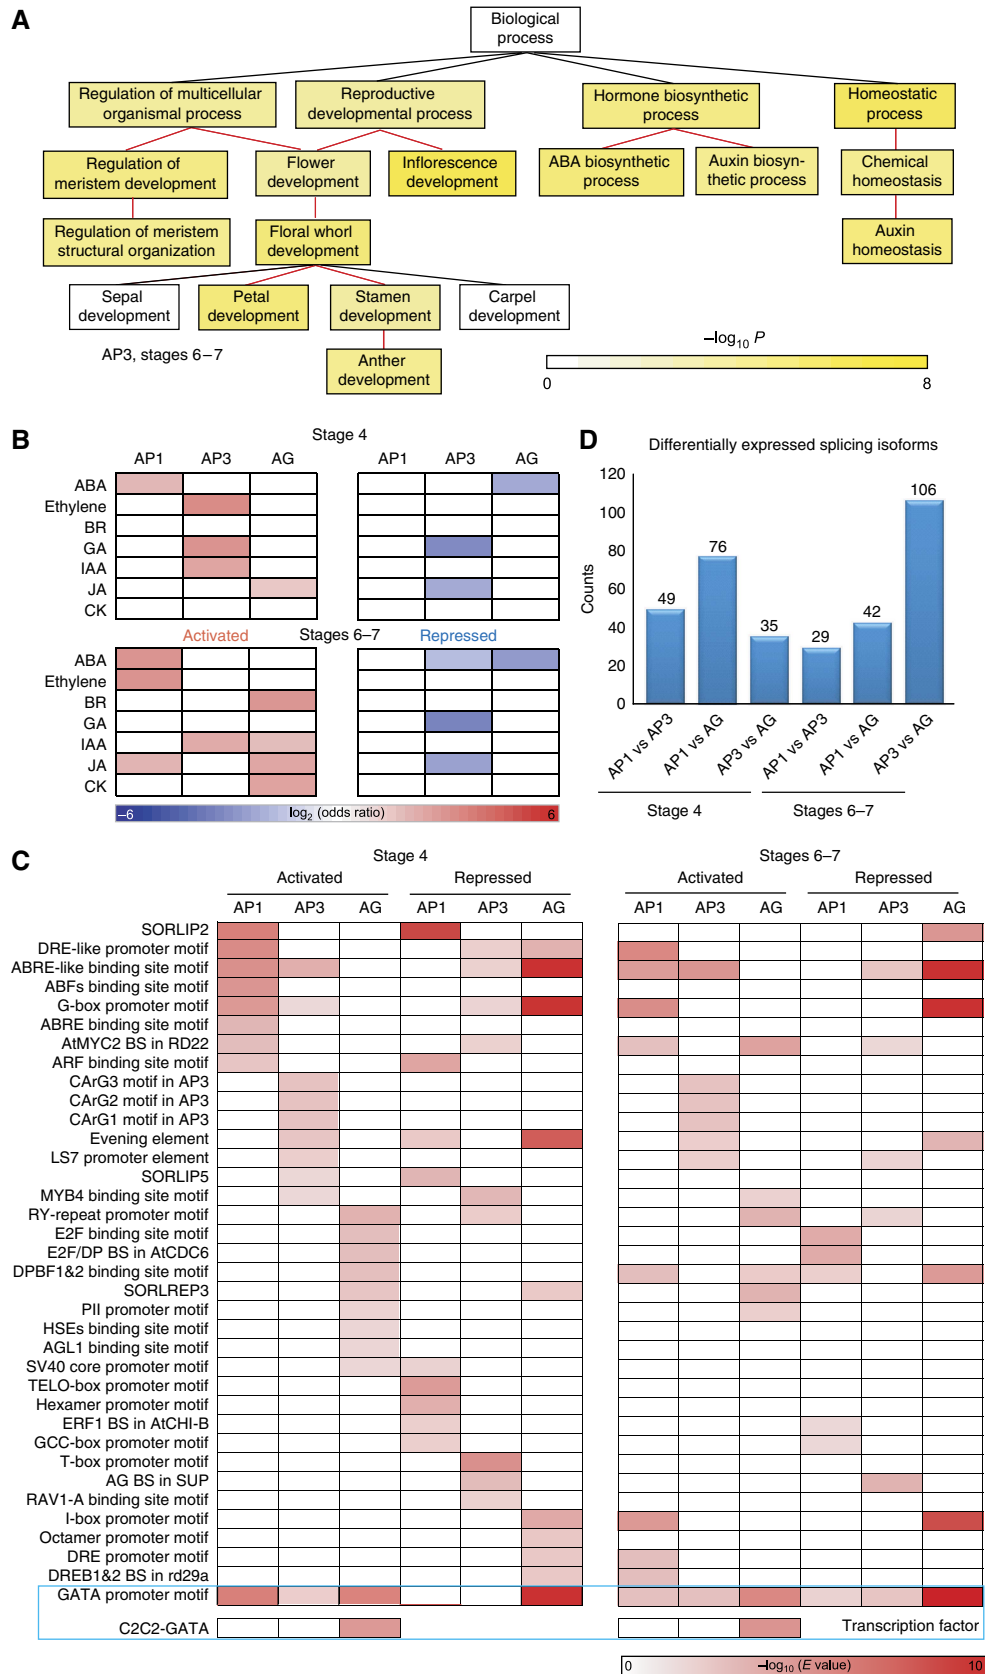 A
Biological
process
Regulation of multicellular
organismal process
Reproductive
developmental process
Hormone biosynthetic
process
Homeostatic
process
Regulation of
meristem development
Flower
development
Inflorescence
development
ABA biosynthetic
process
Auxin biosyn-
thetic process
Chemical
homeostasis
Regulation of meristem
structural organization
Floral whorl
development
Auxin
homeostasis
Sepal
development
Petal
development
Stamen
development
Carpel
development
AP3, stages 6–7
Anther
development
–log10 P
0 8
B
Stage 4
AP1 AP3 AG AP1 AP3 AG
ABA
Ethylene
BR
GA
IAA
JA
CK
Activated Stages 6–7 Repressed
ABA
Ethylene
BR
GA
IAA
JA
CK
–6 log2 (odds ratio) 6
D
Differentially expressed splicing isoforms
Counts
120
100
80
60
40
20
0
49
76
35
29
42
106
AP1 vs AP3
AP1 vs AG
AP3 vs AG
AP1 vs AP3
AP1 vs AG
AP3 vs AG
Stage 4 Stages 6–7
C
Stage 4 Stages 6–7
Activated Repressed Activated Repressed
AP1 AP3 AG AP1 AP3 AG AP1 AP3 AG AP1 AP3 AG
SORLIP2
DRE-like promoter motif
ABRE-like binding site motif
ABFs binding site motif
G-box promoter motif
ABRE binding site motif
AtMYC2 BS in RD22
ARF binding site motif
CArG3 motif in AP3
CArG2 motif in AP3
CArG1 motif in AP3
Evening element
LS7 promoter element
SORLIP5
MYB4 binding site motif
RY-repeat promoter motif
E2F binding site motif
E2F/DP BS in AtCDC6
DPBF1&2 binding site motif
SORLREP3
PII promoter motif
HSEs binding site motif
AGL1 binding site motif
SV40 core promoter motif
TELO-box promoter motif
Hexamer promoter motif
ERF1 BS in AtCHI-B
GCC-box promoter motif
T-box promoter motif
AG BS in SUP
RAV1-A binding site motif
I-box promoter motif
Octamer promoter motif
DRE promoter motif
DREB1&2 BS in rd29a
GATA promoter motif
C2C2-GATA Transcription factor
0 –log10 (E value) 10